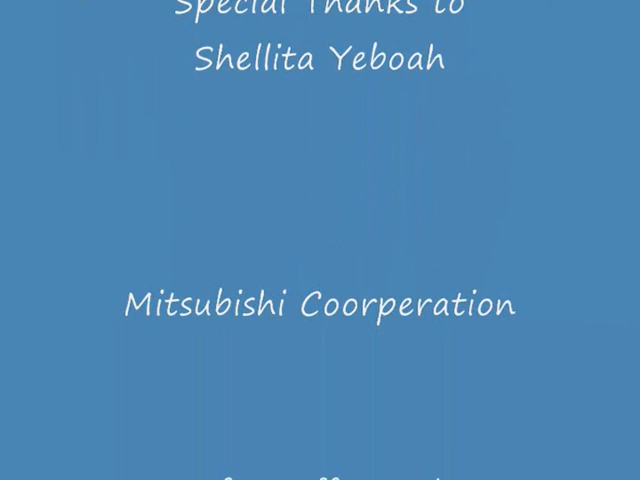 Special Thanks to
Shellita Yeboah
Mitsubishi Coorperation